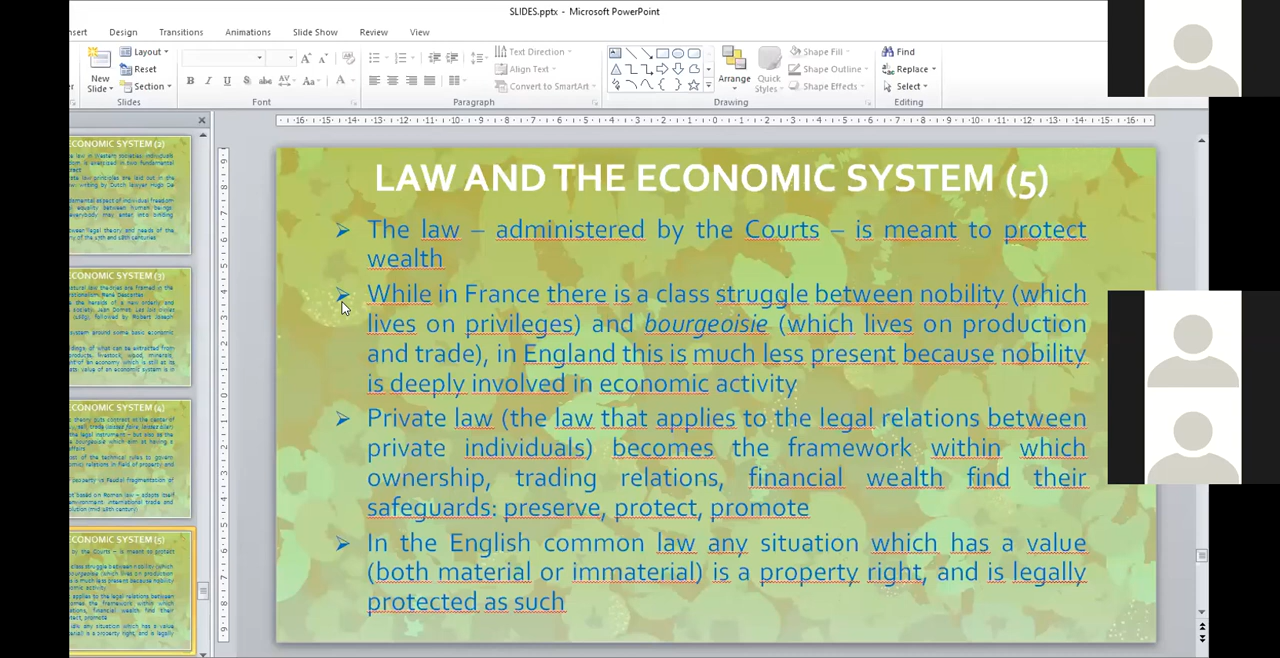 SLIDES.pptx - Microsoft PowerPoint
nsert Design Transitions Animations Slide Show Review View
New
Slide
Layout
Reset
Section
Text Direction
Align Text
Convert to SmartArt
Arrange
Quick
Styles
Shape Fill
Shape Outline
Shape Effects
Find
Replace
Select
Slides Font Paragraph Drawing Editing
ECONOMIC SYSTEM (2)
ECONOMIC SYSTEM (3)
ECONOMIC SYSTEM (4)
ECONOMIC SYSTEM (5)
LAW AND THE ECONOMIC SYSTEM (5)
The law – administered by the Courts – is meant to protect
wealth
While in France there is a class struggle between nobility (which
lives on privileges) and bourgeoisie (which lives on production
and trade), in England this is much less present because nobility
is deeply involved in economic activity
Private law (the law that applies to the legal relations between
private individuals) becomes the framework within which
ownership, trading relations, financial wealth find their
safeguards: preserve, protect, promote
In the English common law any situation which has a value
(both material or immaterial) is a property right, and is legally
protected as such